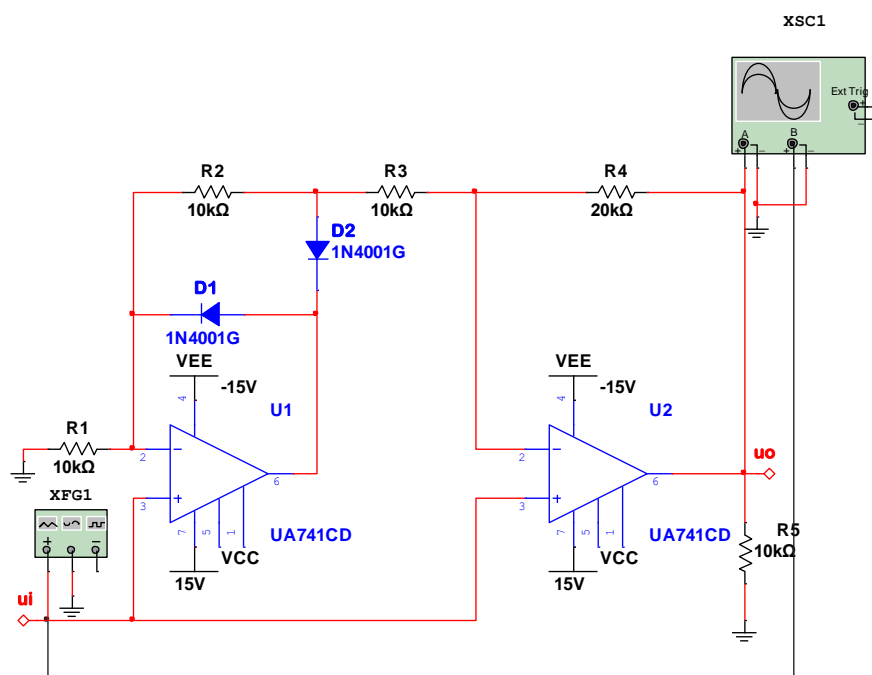 XSC1
Ext Trig
+
−
A
B
+ − + −
R2
10kΩ
R3
10kΩ
R4
20kΩ
D2
1N4001G
D1
1N4001G
VEE
-15V
4
U1
R1
10kΩ
2
−
3
+
6
7
5
1
UA741CD
VCC
15V
VEE
-15V
4
U2
2
−
3
+
6
uo
7
5
1
UA741CD
VCC
15V
R5
10kΩ
XFG1
+
−
ui